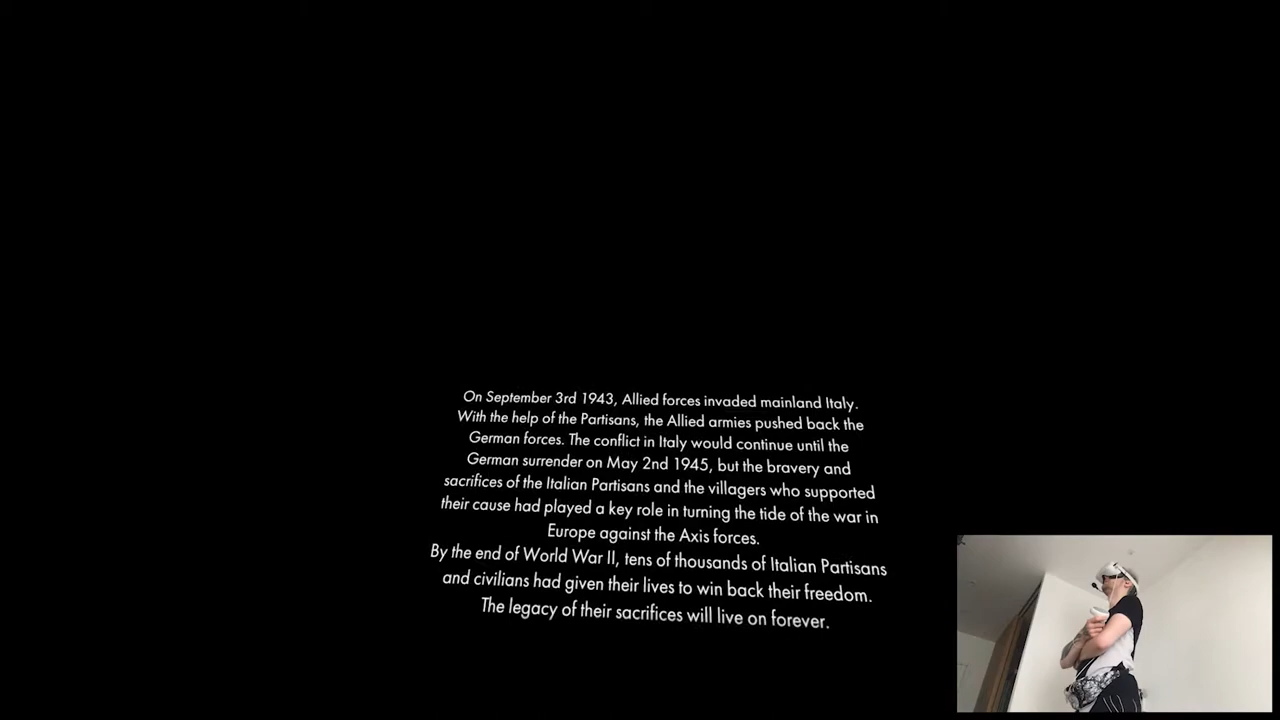 On September 3rd 1943, Allied forces invaded mainland Italy.
With the help of the Partisans, the Allied armies pushed back the
German forces. The conflict in Italy would continue until the
German surrender on May 2nd 1945, but the bravery and
sacrifices of the Italian Partisans and the villagers who supported
their cause had played a key role in turning the tide of the war in
Europe against the Axis forces.
By the end of World War II, tens of thousands of Italian Partisans
and civilians had given their lives to win back their freedom.
The legacy of their sacrifices will live on forever.